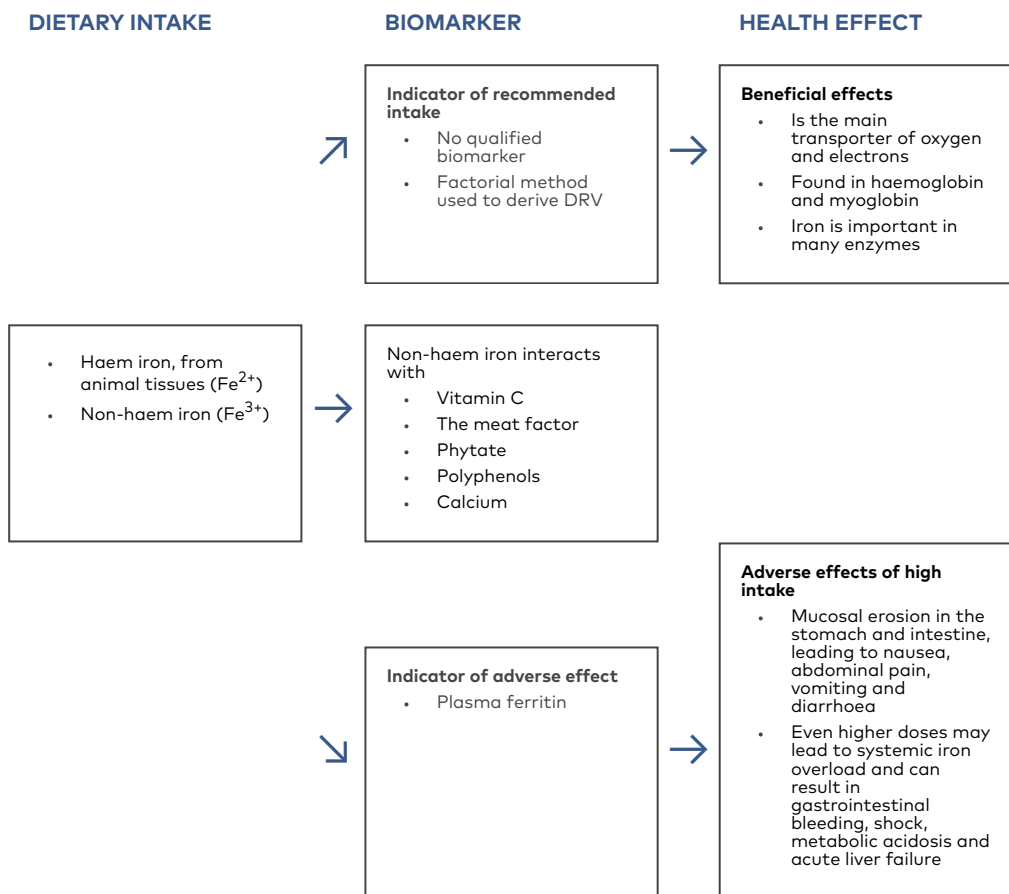 DIETARY INTAKE
BIOMARKER
HEALTH EFFECT
Indicator of recommended
intake
• No qualified
biomarker
• Factorial method
used to derive DRV
Beneficial effects
• Is the main
transporter of oxygen
and electrons
• Found in haemoglobin
and myoglobin
• Iron is important in
many enzymes
• Haem iron, from
animal tissues (Fe2+)
• Non-haem iron (Fe3+)
Non-haem iron interacts
with
• Vitamin C
• The meat factor
• Phytate
• Polyphenols
• Calcium
Indicator of adverse effect
• Plasma ferritin
Adverse effects of high
intake
• Mucosal erosion in the
stomach and intestine,
leading to nausea,
abdominal pain,
vomiting and
diarrhoea
• Even higher doses may
lead to systemic iron
overload and can
result in
gastrointestinal
bleeding, shock,
metabolic acidosis and
acute liver failure